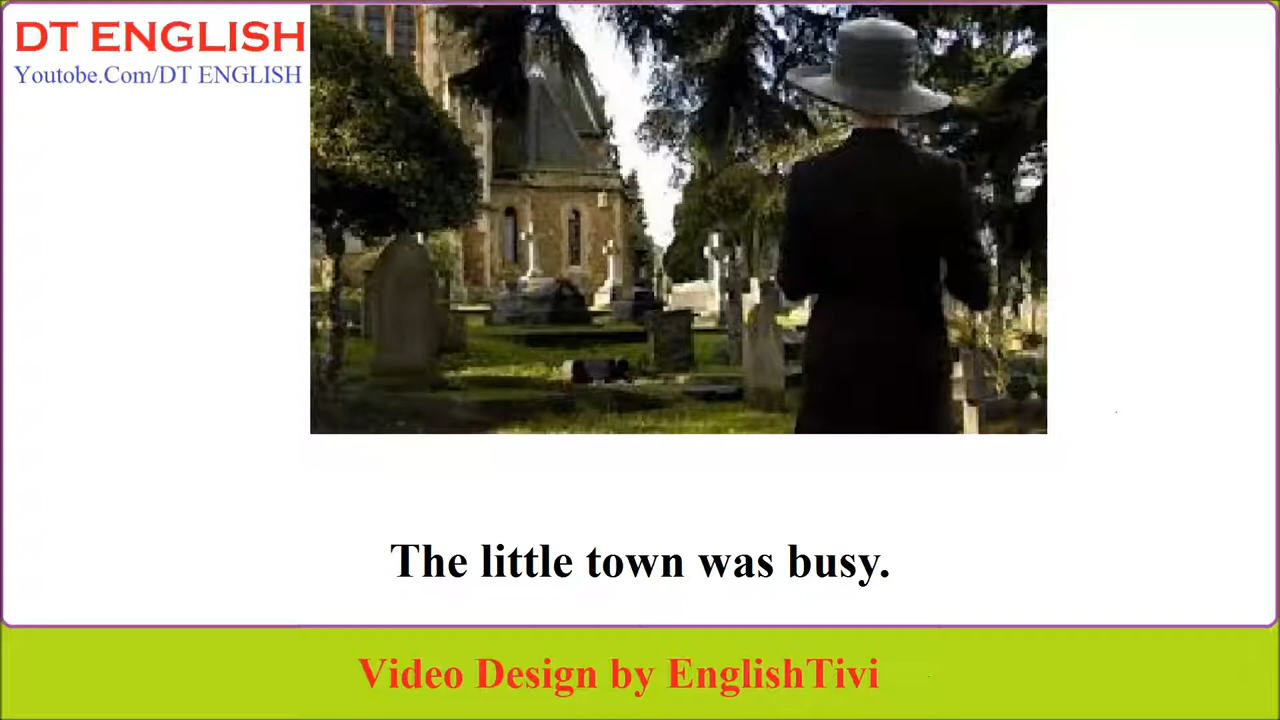 DT ENGLISH
Youtobe.Com/DT ENGLISH
The little town was busy.
Video Design by EnglishTivi